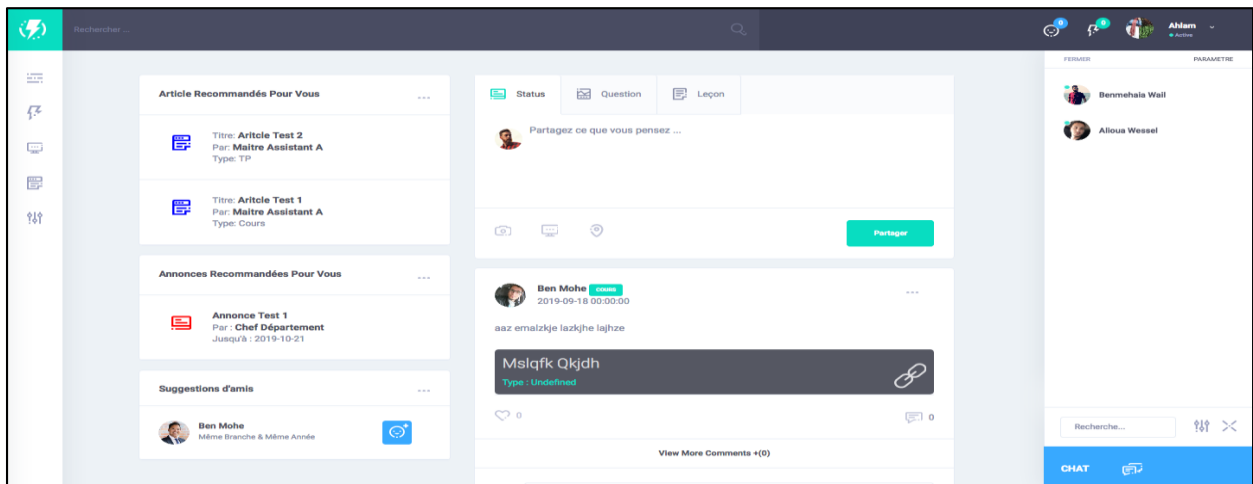 Rechercher ...
0
0
Ahlam
Active
FERMER
PARAMETRE
Benmehaia Wail
Alioua Wessel
Article Recommandés Pour Vous
Titre: Aritcle Test 2
Par: Maitre Assistant A
Type: TP
Titre: Aritcle Test 1
Par: Maitre Assistant A
Type: Cours
Annonces Recommandées Pour Vous
Annonce Test 1
Par : Chef Département
Jusqu'à : 2019-10-21
Suggestions d'amis
Ben Mohe
Même Branche & Même Année
Status
Question
Leçon
Partagez ce que vous pensez ...
Partager
Ben Mohe COURS
2019-09-18 00:00:00
aaz emalzkje lazkjhe lajhze
Mslqfk Qkjdh
Type : Undefined
0
0
View More Comments +(0)
Recherche...
CHAT